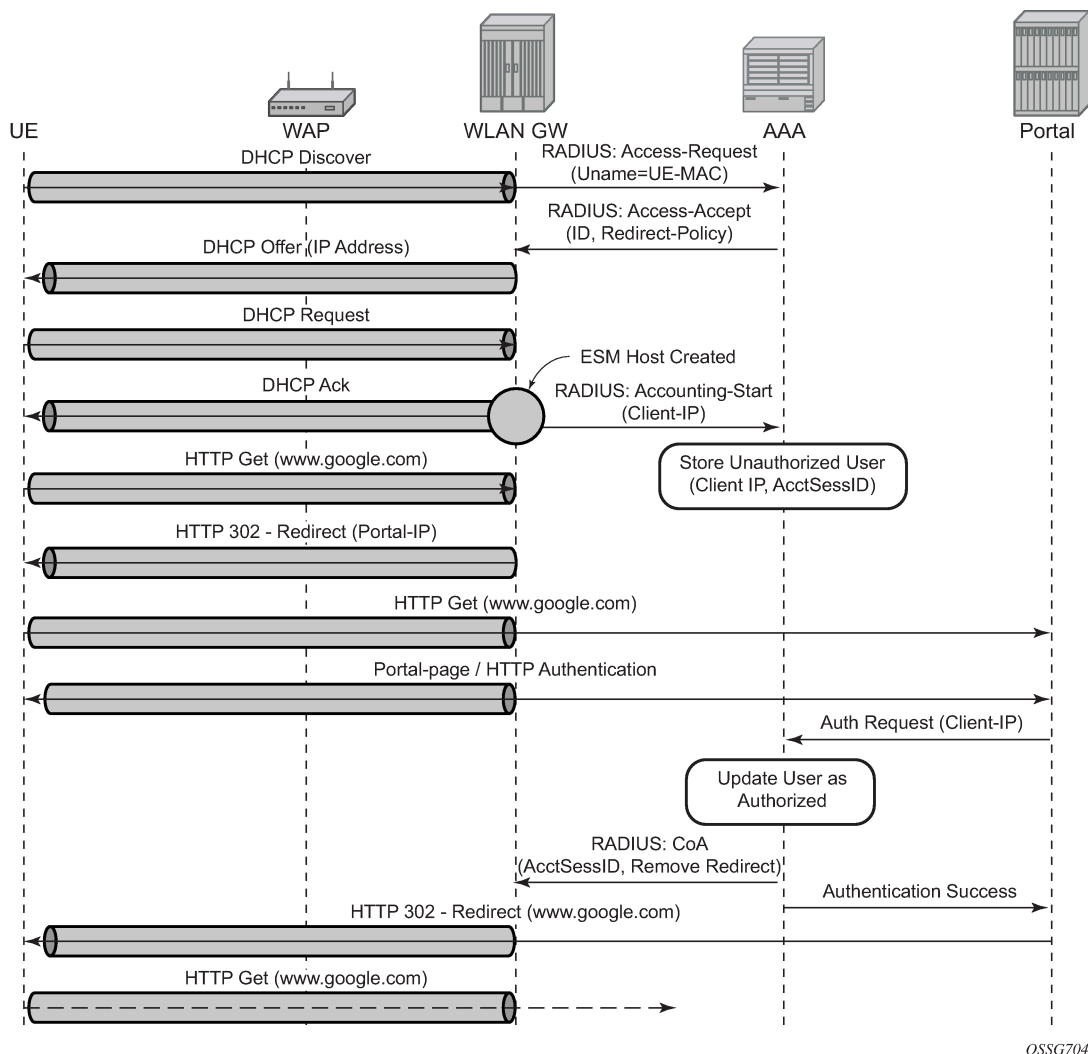 UE
WAP
WLAN GW
AAA
Portal
DHCP Discover
RADIUS: Access-Request
(Uname=UE-MAC)
RADIUS: Access-Accept
(ID, Redirect-Policy)
DHCP Offer (IP Address)
DHCP Request
ESM Host Created
DHCP Ack
RADIUS: Accounting-Start
(Client-IP)
HTTP Get (www.google.com)
Store Unauthorized User
(Client IP, AcctSessID)
HTTP 302 - Redirect (Portal-IP)
HTTP Get (www.google.com)
Portal-page / HTTP Authentication
Auth Request (Client-IP)
Update User as
Authorized
RADIUS: CoA
(AcctSessID, Remove Redirect)
Authentication Success
HTTP 302 - Redirect (www.google.com)
HTTP Get (www.google.com)
OSSG704